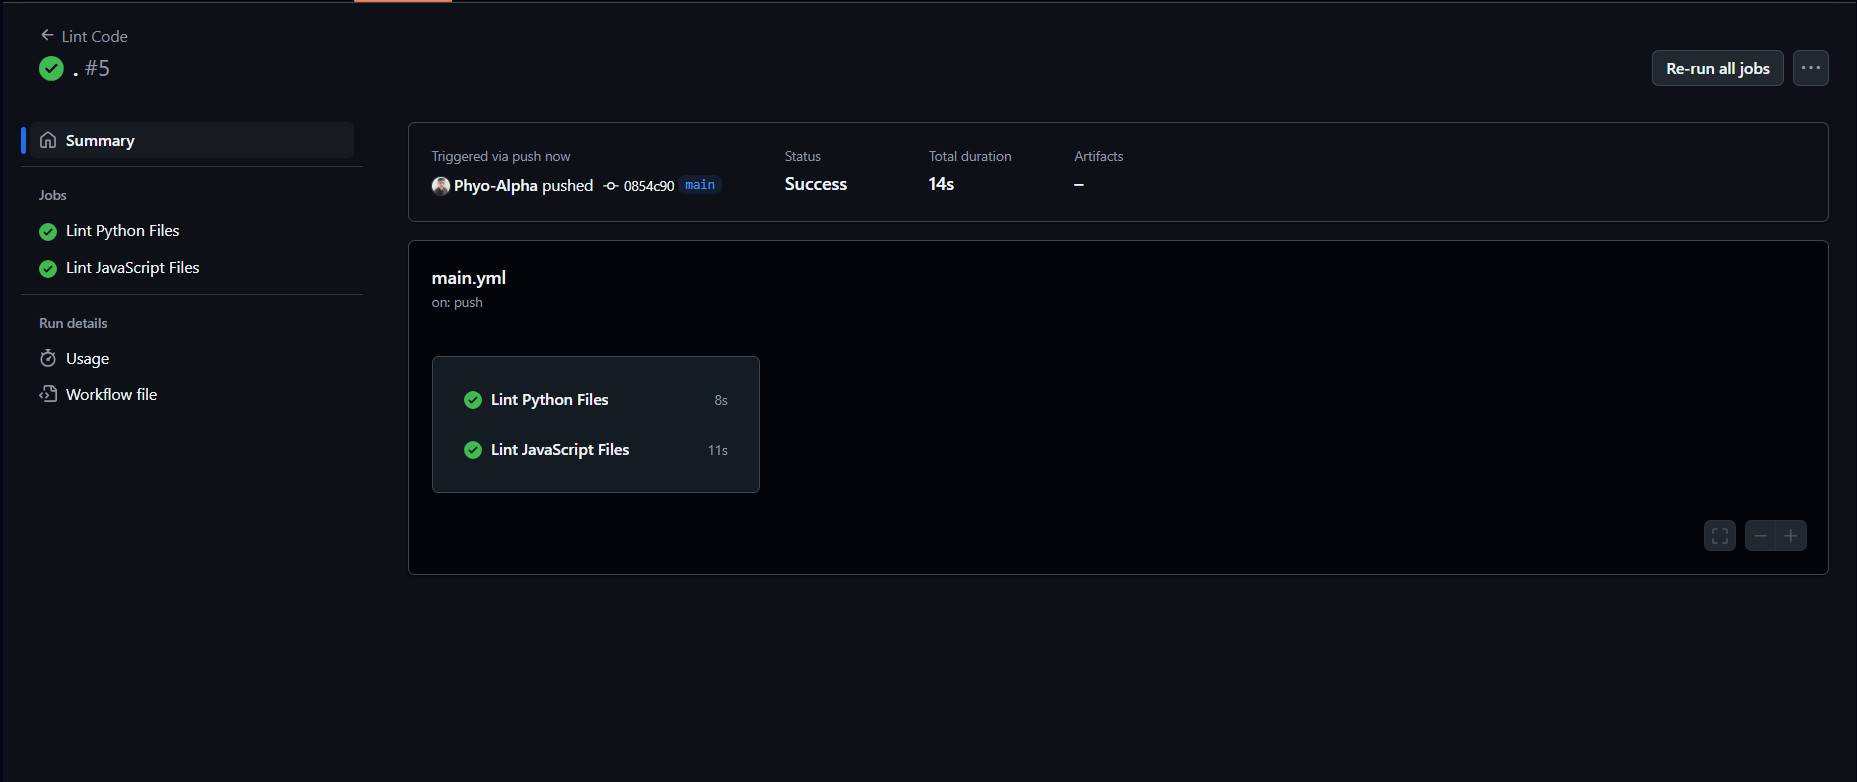 Lint Code
. #5
Re-run all jobs
Summary
Jobs
Lint Python Files
Lint JavaScript Files
Run details
Usage
Workflow file
Triggered via push now
Phyo-Alpha pushed 0854c90 main
Status
Success
Total duration
14s
Artifacts
–
main.yml
on: push
Lint Python Files 8s
Lint JavaScript Files 11s